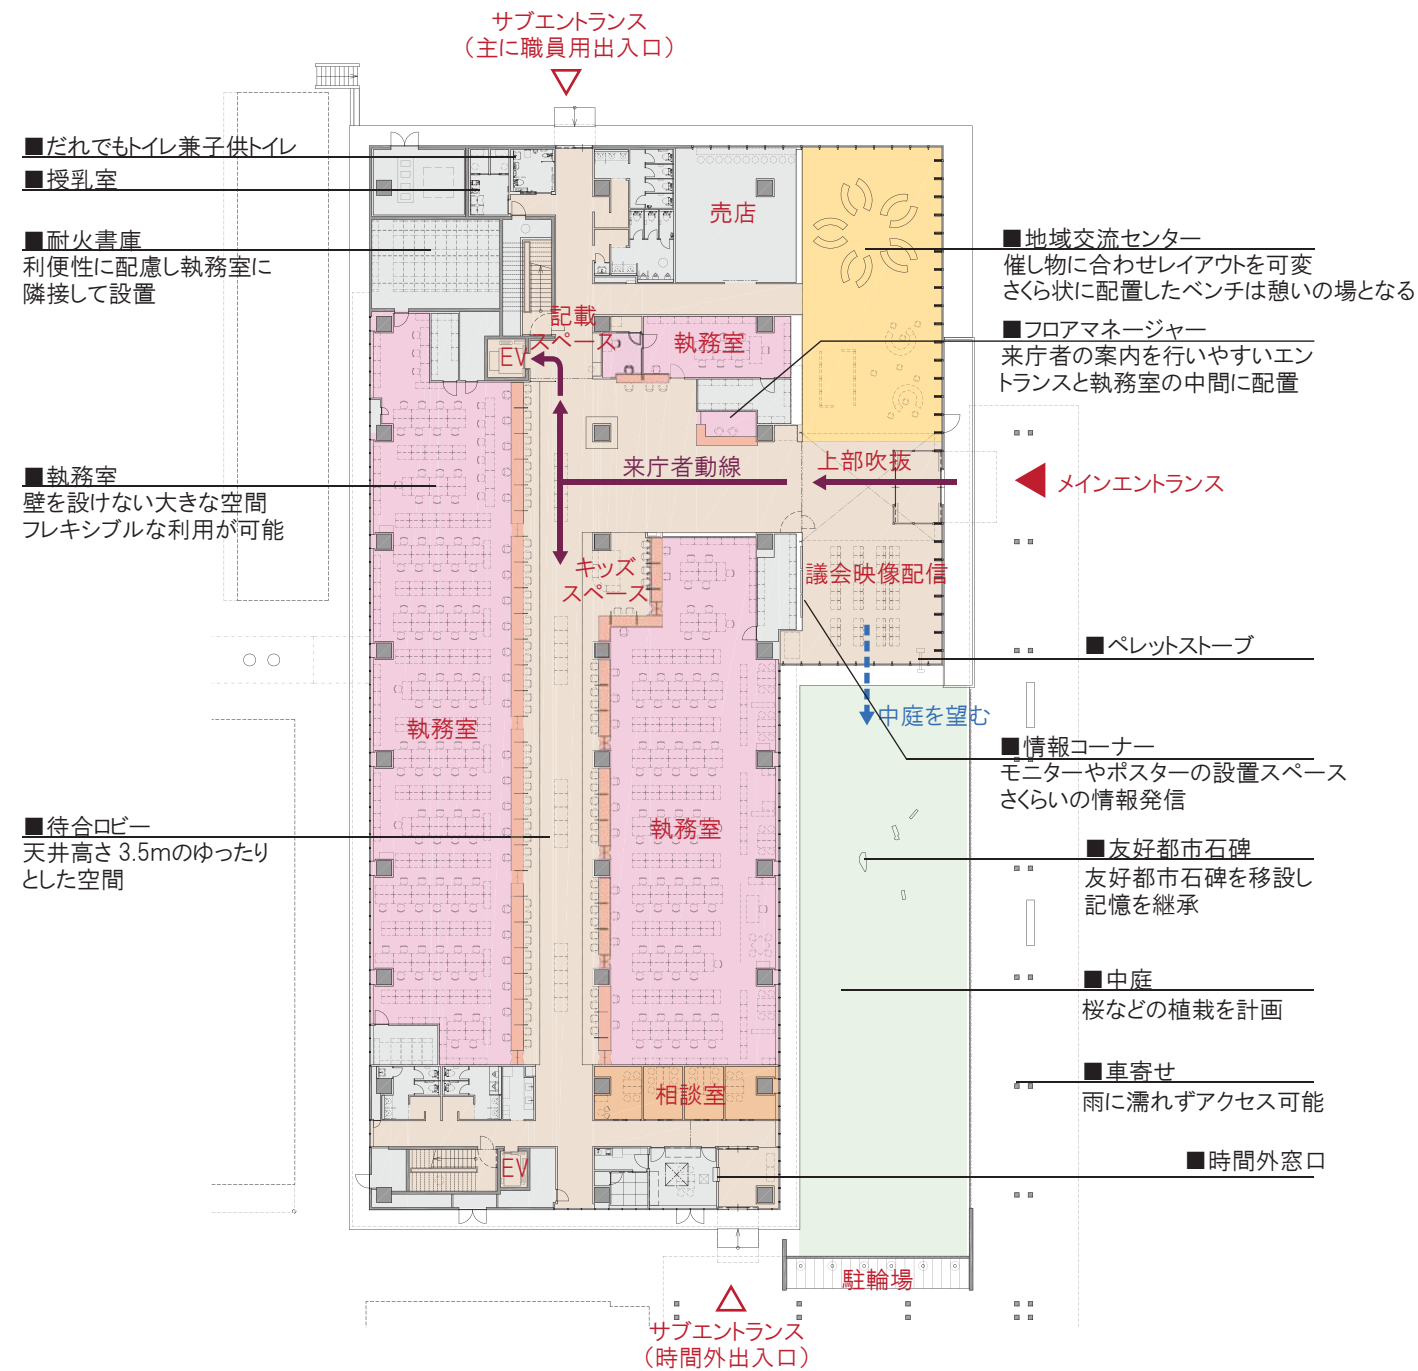 サブエントランス
（主に職員用出入口）
■だれでもトイレ兼子供トイレ
■授乳室
■耐火書庫
利便性に配慮し執務室に
隣接して設置
■執務室
壁を設けない大きな空間
フレキシブルな利用が可能
■待合ロビー
天井高さ 3.5mのゆったり
とした空間
売店
記載
スペース
EV
執務室
来庁者動線
上部吹抜
キッズ
スペース
議会映像配信
執務室
中庭を望む
執務室
相談室
EV
駐輪場
■地域交流センター
催し物に合わせレイアウトを可変
さくら状に配置したベンチは憩いの場となる
■フロアマネージャー
来庁者の案内を行いやすいエン
トランスと執務室の中間に配置
メインエントランス
■ペレットストーブ
■情報コーナー
モニターやポスターの設置スペース
さくらいの情報発信
■友好都市石碑
友好都市石碑を移設し
記憶を継承
■中庭
桜などの植栽を計画
■車寄せ
雨に濡れずアクセス可能
■時間外窓口
サブエントランス
（時間外出入口）